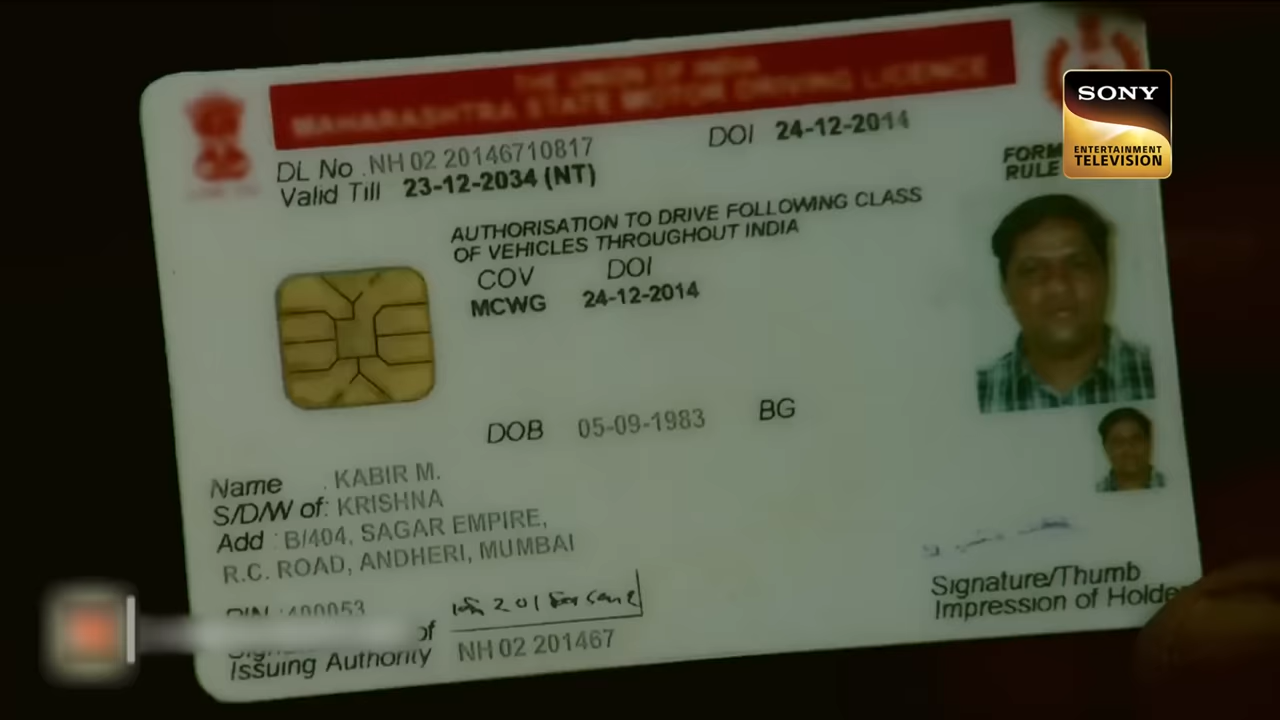 THE UNION OF INDIA
MAHARASHTRA STATE MOTOR DRIVING LICENCE
DL No . NH 02 20146710817 DOI 24-12-2014
Valid Till 23-12-2034 (NT)
FORM
RULE
SONY
ENTERTAINMENT
TELEVISION
AUTHORISATION TO DRIVE FOLLOWING CLASS
OF VEHICLES THROUGHOUT INDIA
COV DOI
MCWG 24-12-2014
DOB 05-09-1983 BG
Name : KABIR M.
S/D/W of: KRISHNA
Add : B/404, SAGAR EMPIRE,
R.C. ROAD, ANDHERI, MUMBAI
PIN :400053
of
Issuing Authority NH 02 201467
Signature/Thumb
Impression of Holde